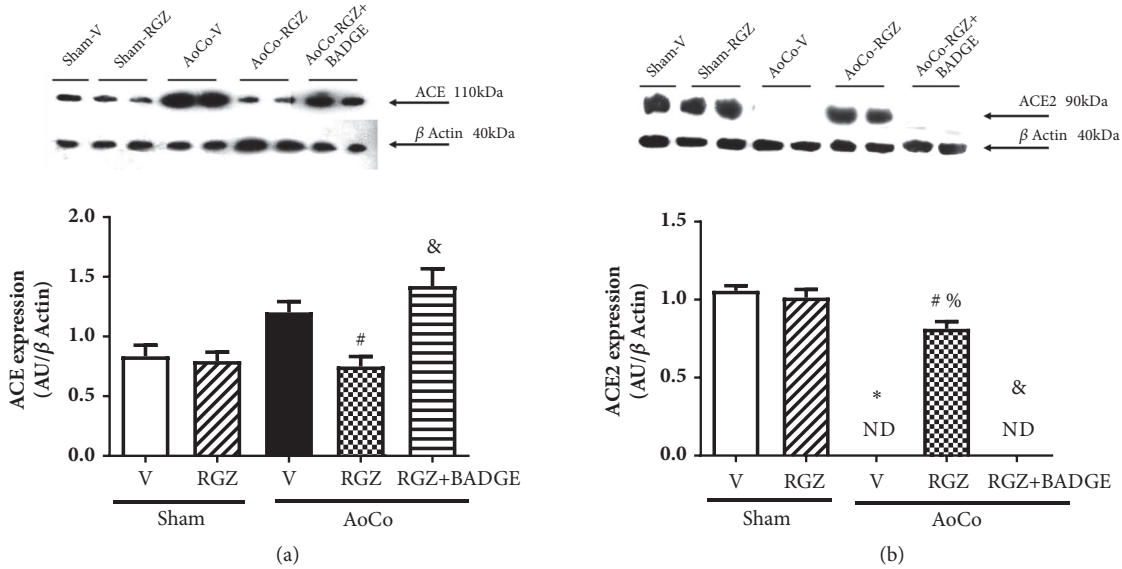 Sham-V
Sham-RGZ
AoCo-V
AoCo-RGZ
AoCo-RGZ+
BADGE
ACE 110kDa
β Actin 40kDa
2.0
1.5
1.0
0.5
0.0
ACE expression
(AU/β Actin)
#
&
V
RGZ
V
RGZ
RGZ+BADGE
Sham
AoCo
(a)
Sham-V
Sham-RGZ
AoCo-V
AoCo-RGZ
AoCo-RGZ+
BADGE
ACE2 90kDa
β Actin 40kDa
1.5
1.0
0.5
0.0
ACE2 expression
(AU/β Actin)
*
ND
# %
&
ND
V
RGZ
V
RGZ
RGZ+BADGE
Sham
AoCo
(b)